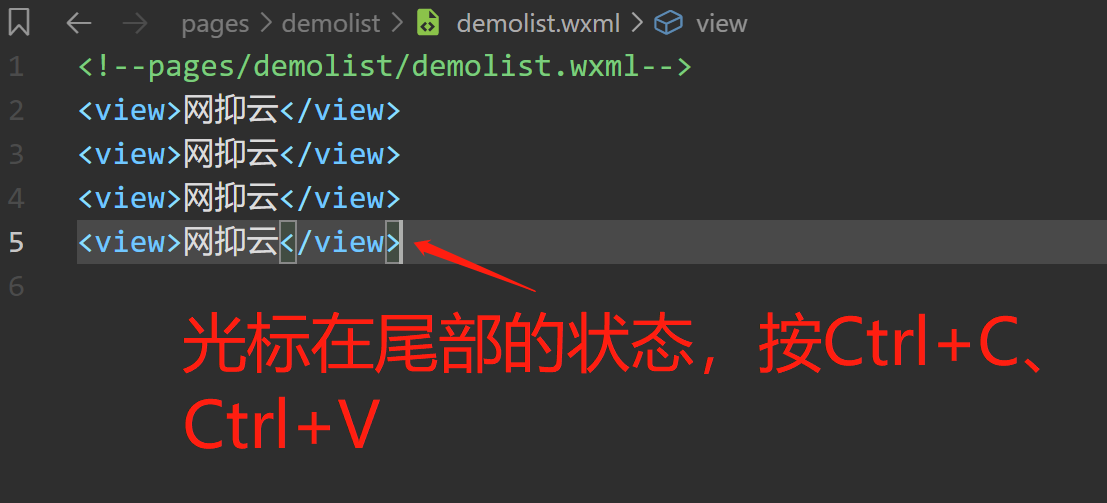 pages > demolist > demolist.wxml > view
1 <!--pages/demolist/demolist.wxml-->
2 <view>网抑云</view>
3 <view>网抑云</view>
4 <view>网抑云</view>
5 <view>网抑云</view>
6
光标在尾部的状态，按Ctrl+C、
Ctrl+V